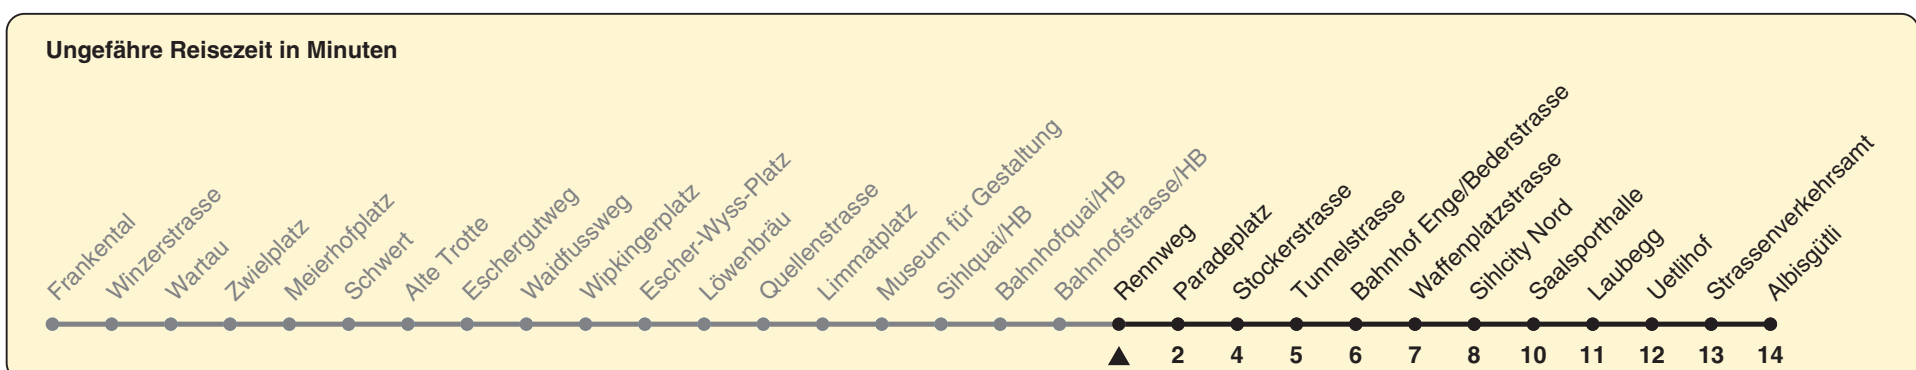 Ungefähre Reisezeit in Minuten
Frankental
Winzerstrasse
Wartau
Zwielplatz
Meierhofplatz
Schwert
Alte Trotte
Eschergutweg
Waidfussweg
Wipkingerplatz
Escher-Wyss-Platz
Löwenbräu
Quellenstrasse
Limmatplatz
Museum für Gestaltung
Sihlquai/HB
Bahnhofquai/HB
Bahnhofstrasse/HB
Rennweg
Paradeplatz
Stockerstrasse
Tunnelstrasse
Bahnhof Enge/Bederstrasse
Waffenplatzstrasse
Sihlcity Nord
Saalsporthalle
Laubegg
Uetlihof
Strassenverkehrsamt
Albisgütli
2 4 5 6 7 8 10 11 12 13 14